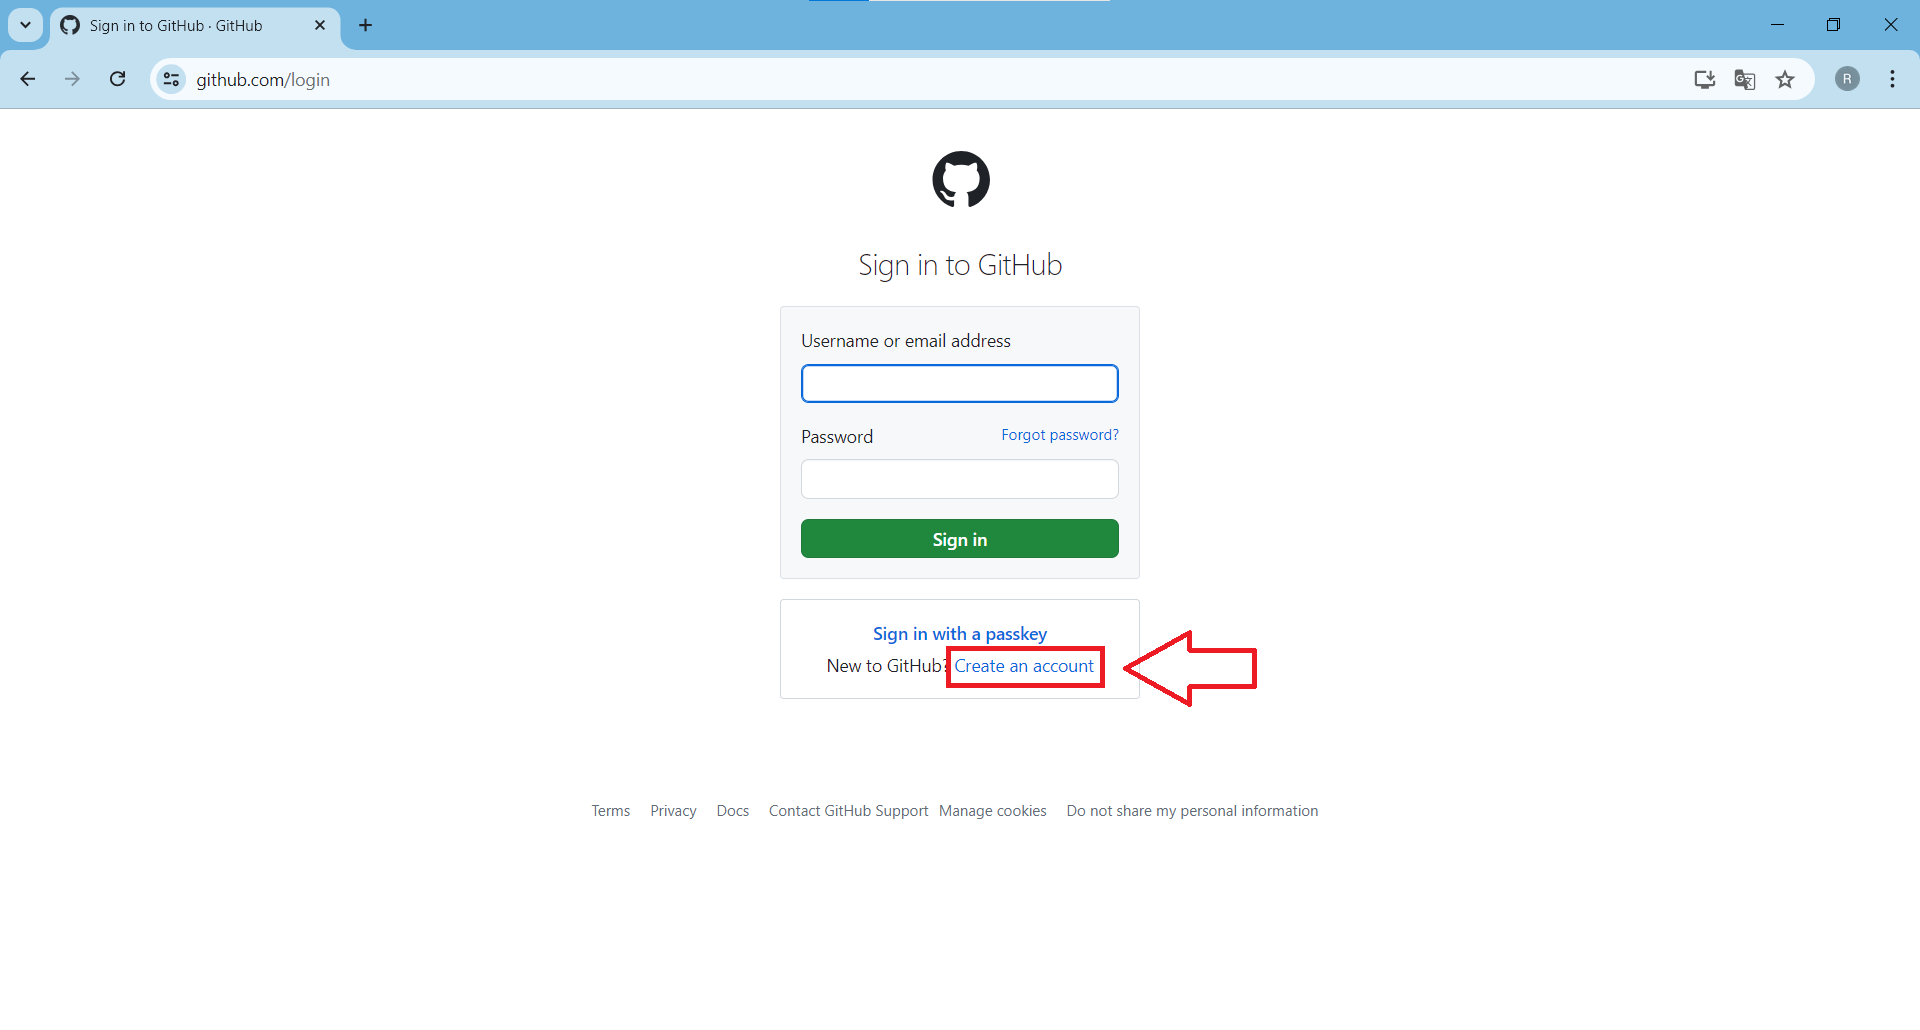 Sign in to GitHub · GitHub
github.com/login
R
Sign in to GitHub
Username or email address
Password Forgot password?
Sign in
Sign in with a passkey
New to GitHub? Create an account
Terms Privacy Docs Contact GitHub Support Manage cookies Do not share my personal information